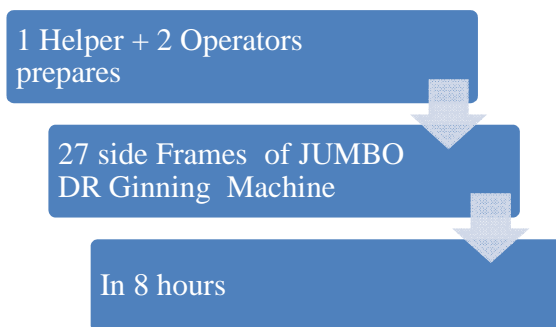 1 Helper + 2 Operators
prepares
27 side Frames of JUMBO
DR Ginning Machine
In 8 hours